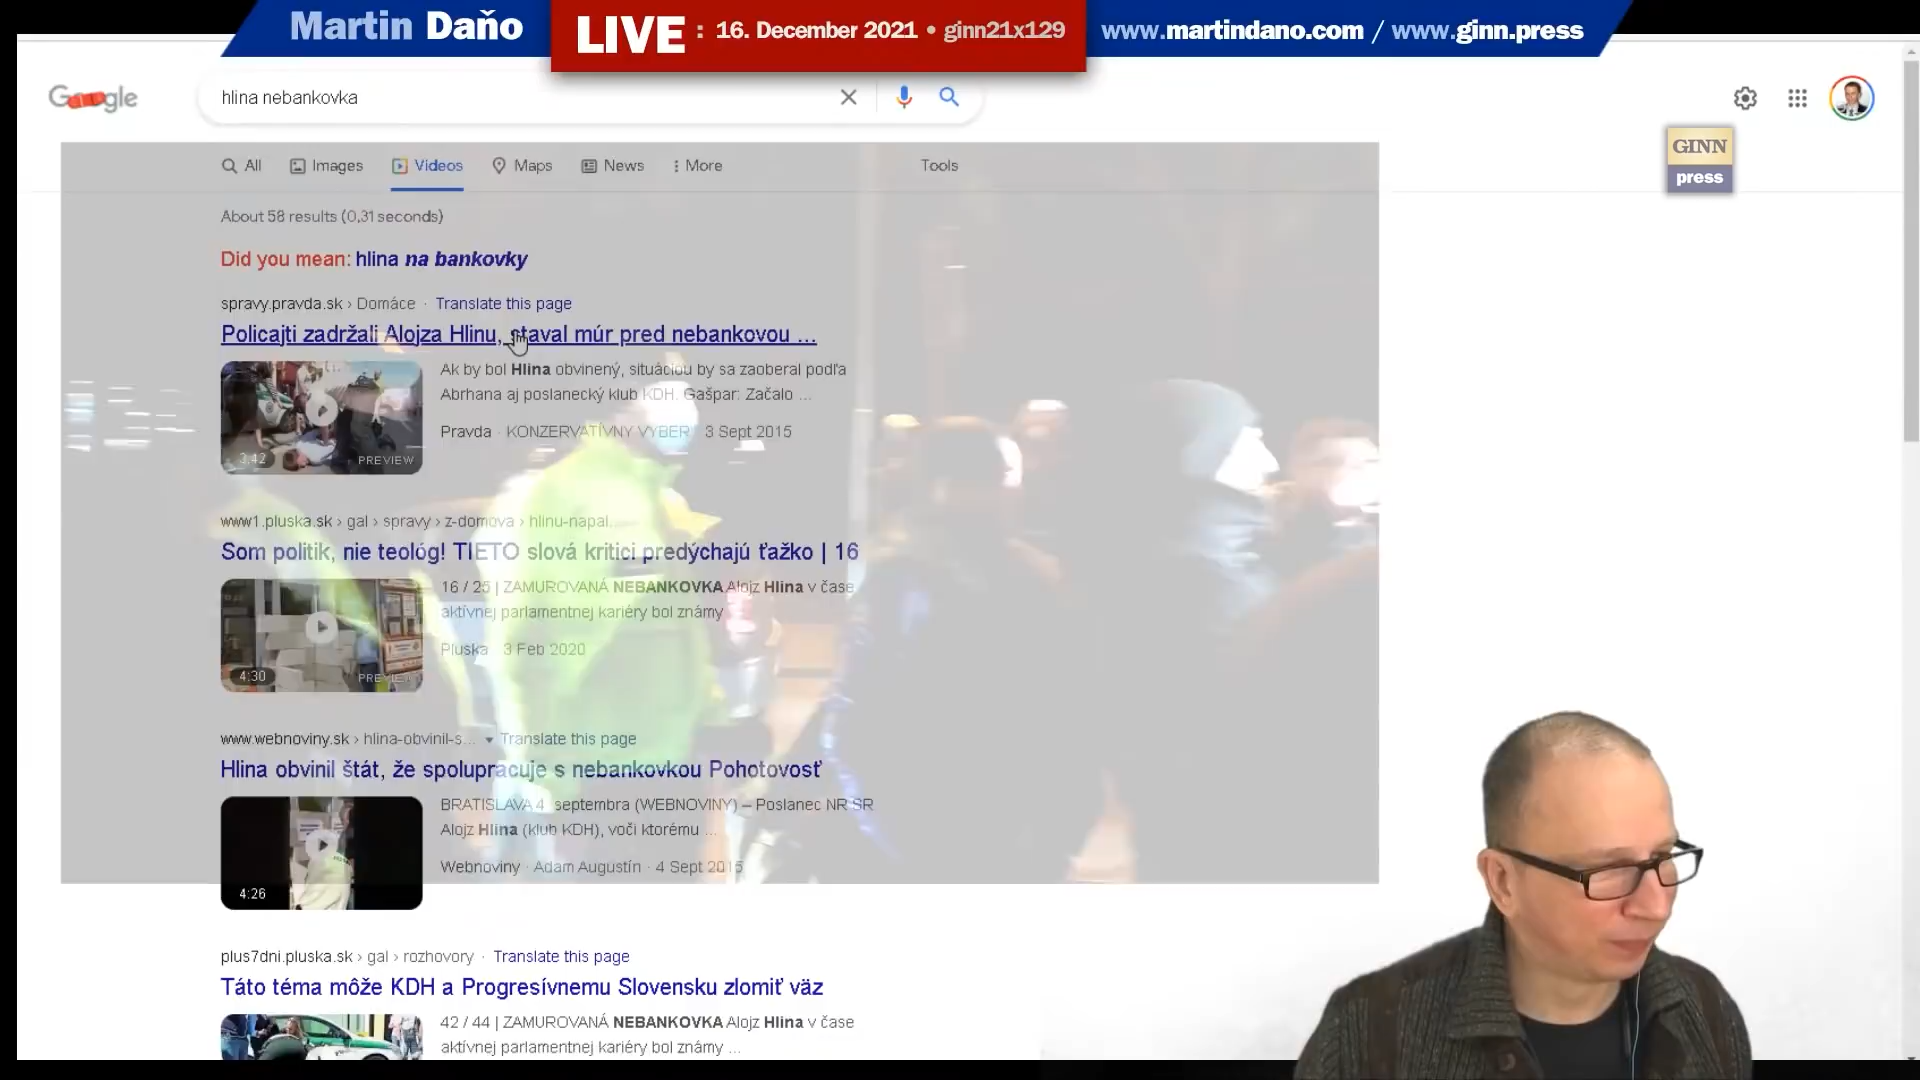 Martin Daňo
LIVE : 16. December 2021 • ginn21x129
www.martindano.com / www.ginn.press
Google
hlina nebankovka
GINN
press
All Images Videos Maps News More Tools
About 58 results (0,31 seconds)
Did you mean: hlina na bankovky
spravy.pravda.sk › Domáce · Translate this page
Policajti zadržali Alojza Hlinu, staval múr pred nebankovou ...
Ak by bol Hlina obvinený, situáciou by sa zaoberal podľa
Abrhana aj poslanecký klub KDH. Gašpar: Začalo ...
Pravda · KONZERVATÍVNY VÝBER · 3 Sept 2015
3:42 PREVIEW
www1.pluska.sk › gal › spravy › z-domova › hlinu-napal...
Som politik, nie teológ! TIETO slová kritici predýchajú ťažko | 16
16 / 25 | ZAMUROVANÁ NEBANKOVKA Alojz Hlina v čase
aktívnej parlamentnej kariéry bol známy
Pluska · 3 Feb 2020
4:30 PREVIEW
www.webnoviny.sk › hlina-obvinil-s... Translate this page
Hlina obvinil štát, že spolupracuje s nebankovkou Pohotovosť
BRATISLAVA 4. septembra (WEBNOVINY) – Poslanec NR SR
Alojz Hlina (klub KDH), voči ktorému ...
Webnoviny · Adam Augustín · 4 Sept 2015
4:26
plus7dni.pluska.sk › gal › rozhovory · Translate this page
Táto téma môže KDH a Progresívnemu Slovensku zlomiť väz
42 / 44 | ZAMUROVANÁ NEBANKOVKA Alojz Hlina v čase
aktívnej parlamentnej kariéry bol známy ...